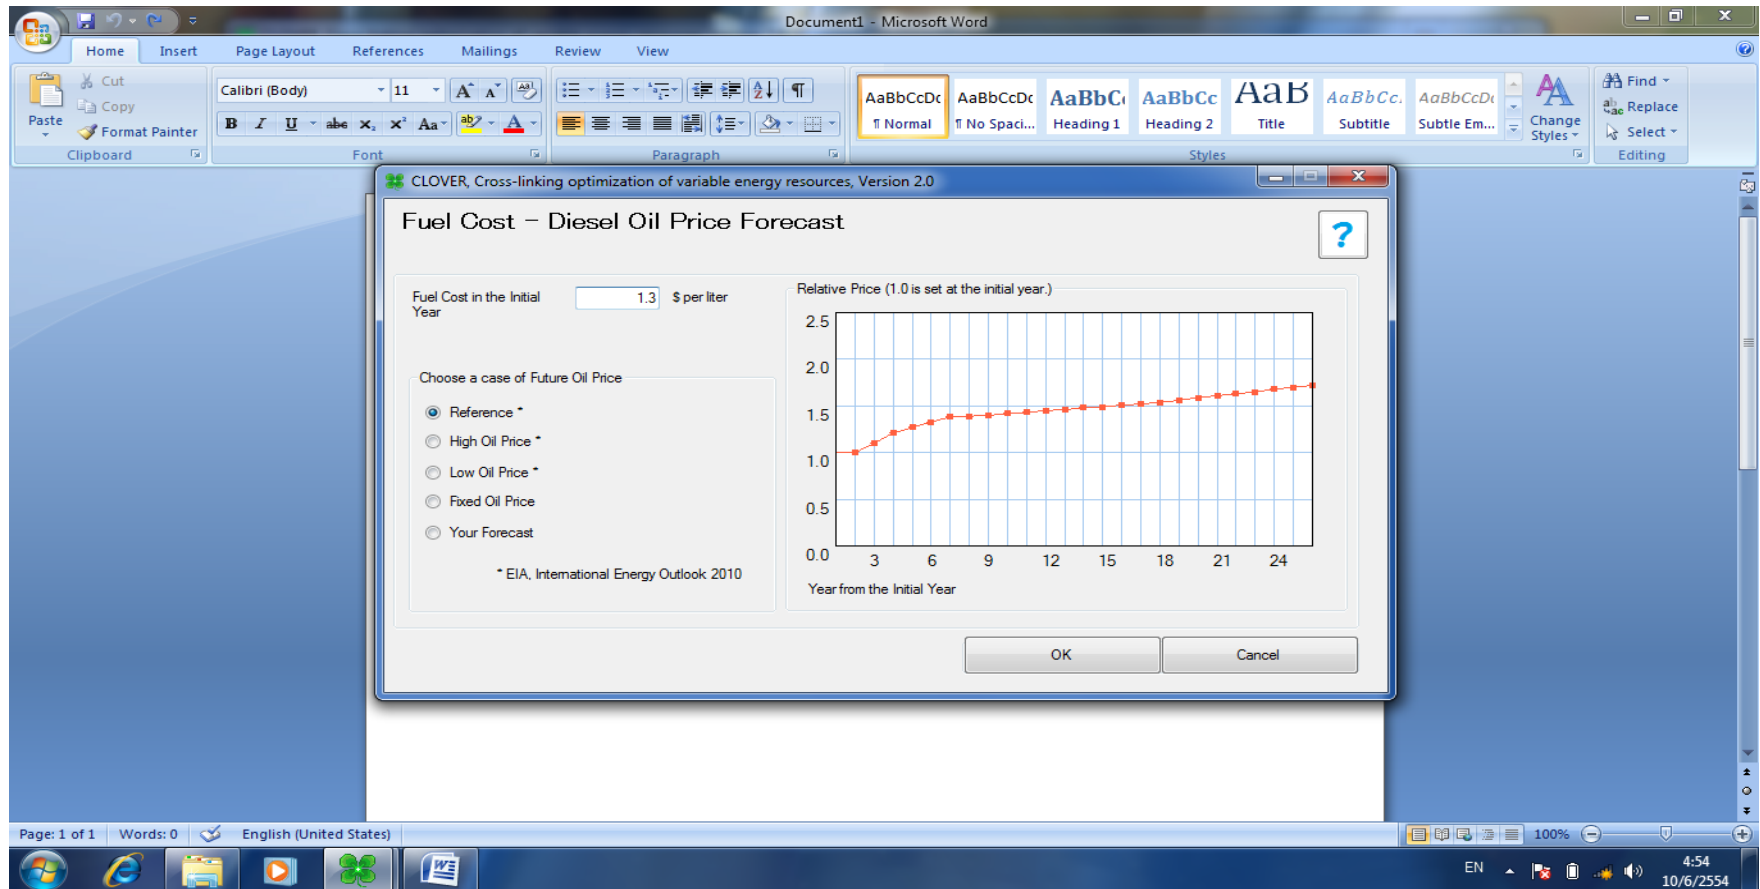 Document1 - Microsoft Word
Home Insert Page Layout References Mailings Review View
Paste
Cut
Copy
Format Painter
Clipboard
Calibri (Body) 11
B I U abe X₂ X² Aa ab A
Font
Paragraph
AaBbCcDc AaBbCcDc AaBbC AaBbCc AaB AaBbCc. AaBbCcDc
¶ Normal ¶ No Spaci... Heading 1 Heading 2 Title Subtitle Subtle Em...
Change
Styles
Styles
Find
Replace
Select
Editing
CLOVER, Cross-linking optimization of variable energy resources, Version 2.0
Fuel Cost - Diesel Oil Price Forecast
?
Fuel Cost in the Initial
Year
1.3 $ per liter
Choose a case of Future Oil Price
Reference *
High Oil Price *
Low Oil Price *
Fixed Oil Price
Your Forecast
* EIA, International Energy Outlook 2010
Relative Price (1.0 is set at the initial year.)
2.5
2.0
1.5
1.0
0.5
0.0
3 6 9 12 15 18 21 24
Year from the Initial Year
OK Cancel
Page: 1 of 1 Words: 0 English (United States) 100%
EN 4:54
10/6/2554